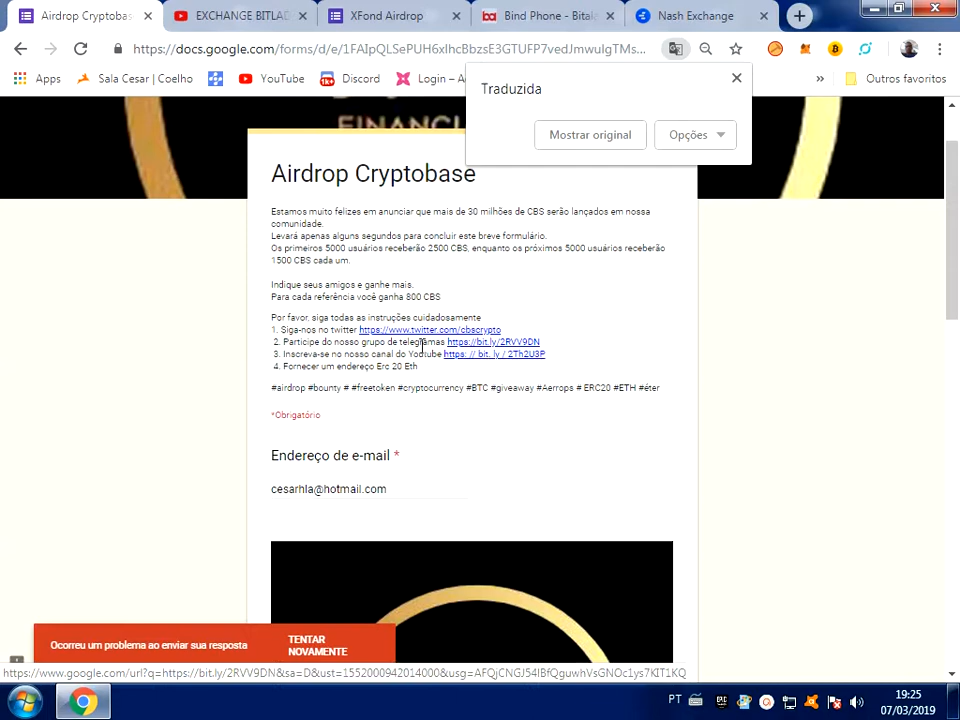 Airdrop Cryptobas
EXCHANGE BITLAD
XFond Airdrop
Bind Phone - Bitala
Nash Exchange
https://docs.google.com/forms/d/e/1FAIpQLSePUH6xIhcBbzsE3GTUFP7vedJmwuIgTMs...
Apps
Sala Cesar | Coelho
YouTube
1k+
Discord
Login – A
»
Outros favoritos
Traduzida
Mostrar original
Opções
Airdrop Cryptobase
Estamos muito felizes em anunciar que mais de 30 milhões de CBS serão lançados em nossa
comunidade.
Levará apenas alguns segundos para concluir este breve formulário.
Os primeiros 5000 usuários receberão 2500 CBS, enquanto os próximos 5000 usuários receberão
1500 CBS cada um.
Indique seus amigos e ganhe mais.
Para cada referência você ganha 800 CBS
Por favor, siga todas as instruções cuidadosamente
1. Siga-nos no twitter https://www.twitter.com/cbscrypto
2. Participe do nosso grupo de telegramas https://bit.ly/2RVV9DN
3. Inscreva-se no nosso canal do Youtube https: // bit. ly / 2Th2U3P
4. Fornecer um endereço Erc 20 Eth
#airdrop #bounty # #freetoken #cryptocurrency #BTC #giveaway #Aerrops # ERC20 #ETH #éter
*Obrigatório
Endereço de e-mail *
cesarhla@hotmail.com
Ocorreu um problema ao enviar sua resposta
TENTAR
NOVAMENTE
https://www.google.com/url?q=https://bit.ly/2RVV9DN&sa=D&ust=1552000942014000&usg=AFQjCNGJ54lBfQguwhVsGNOc1ys7KIT1KQ
PT
19:25
07/03/2019